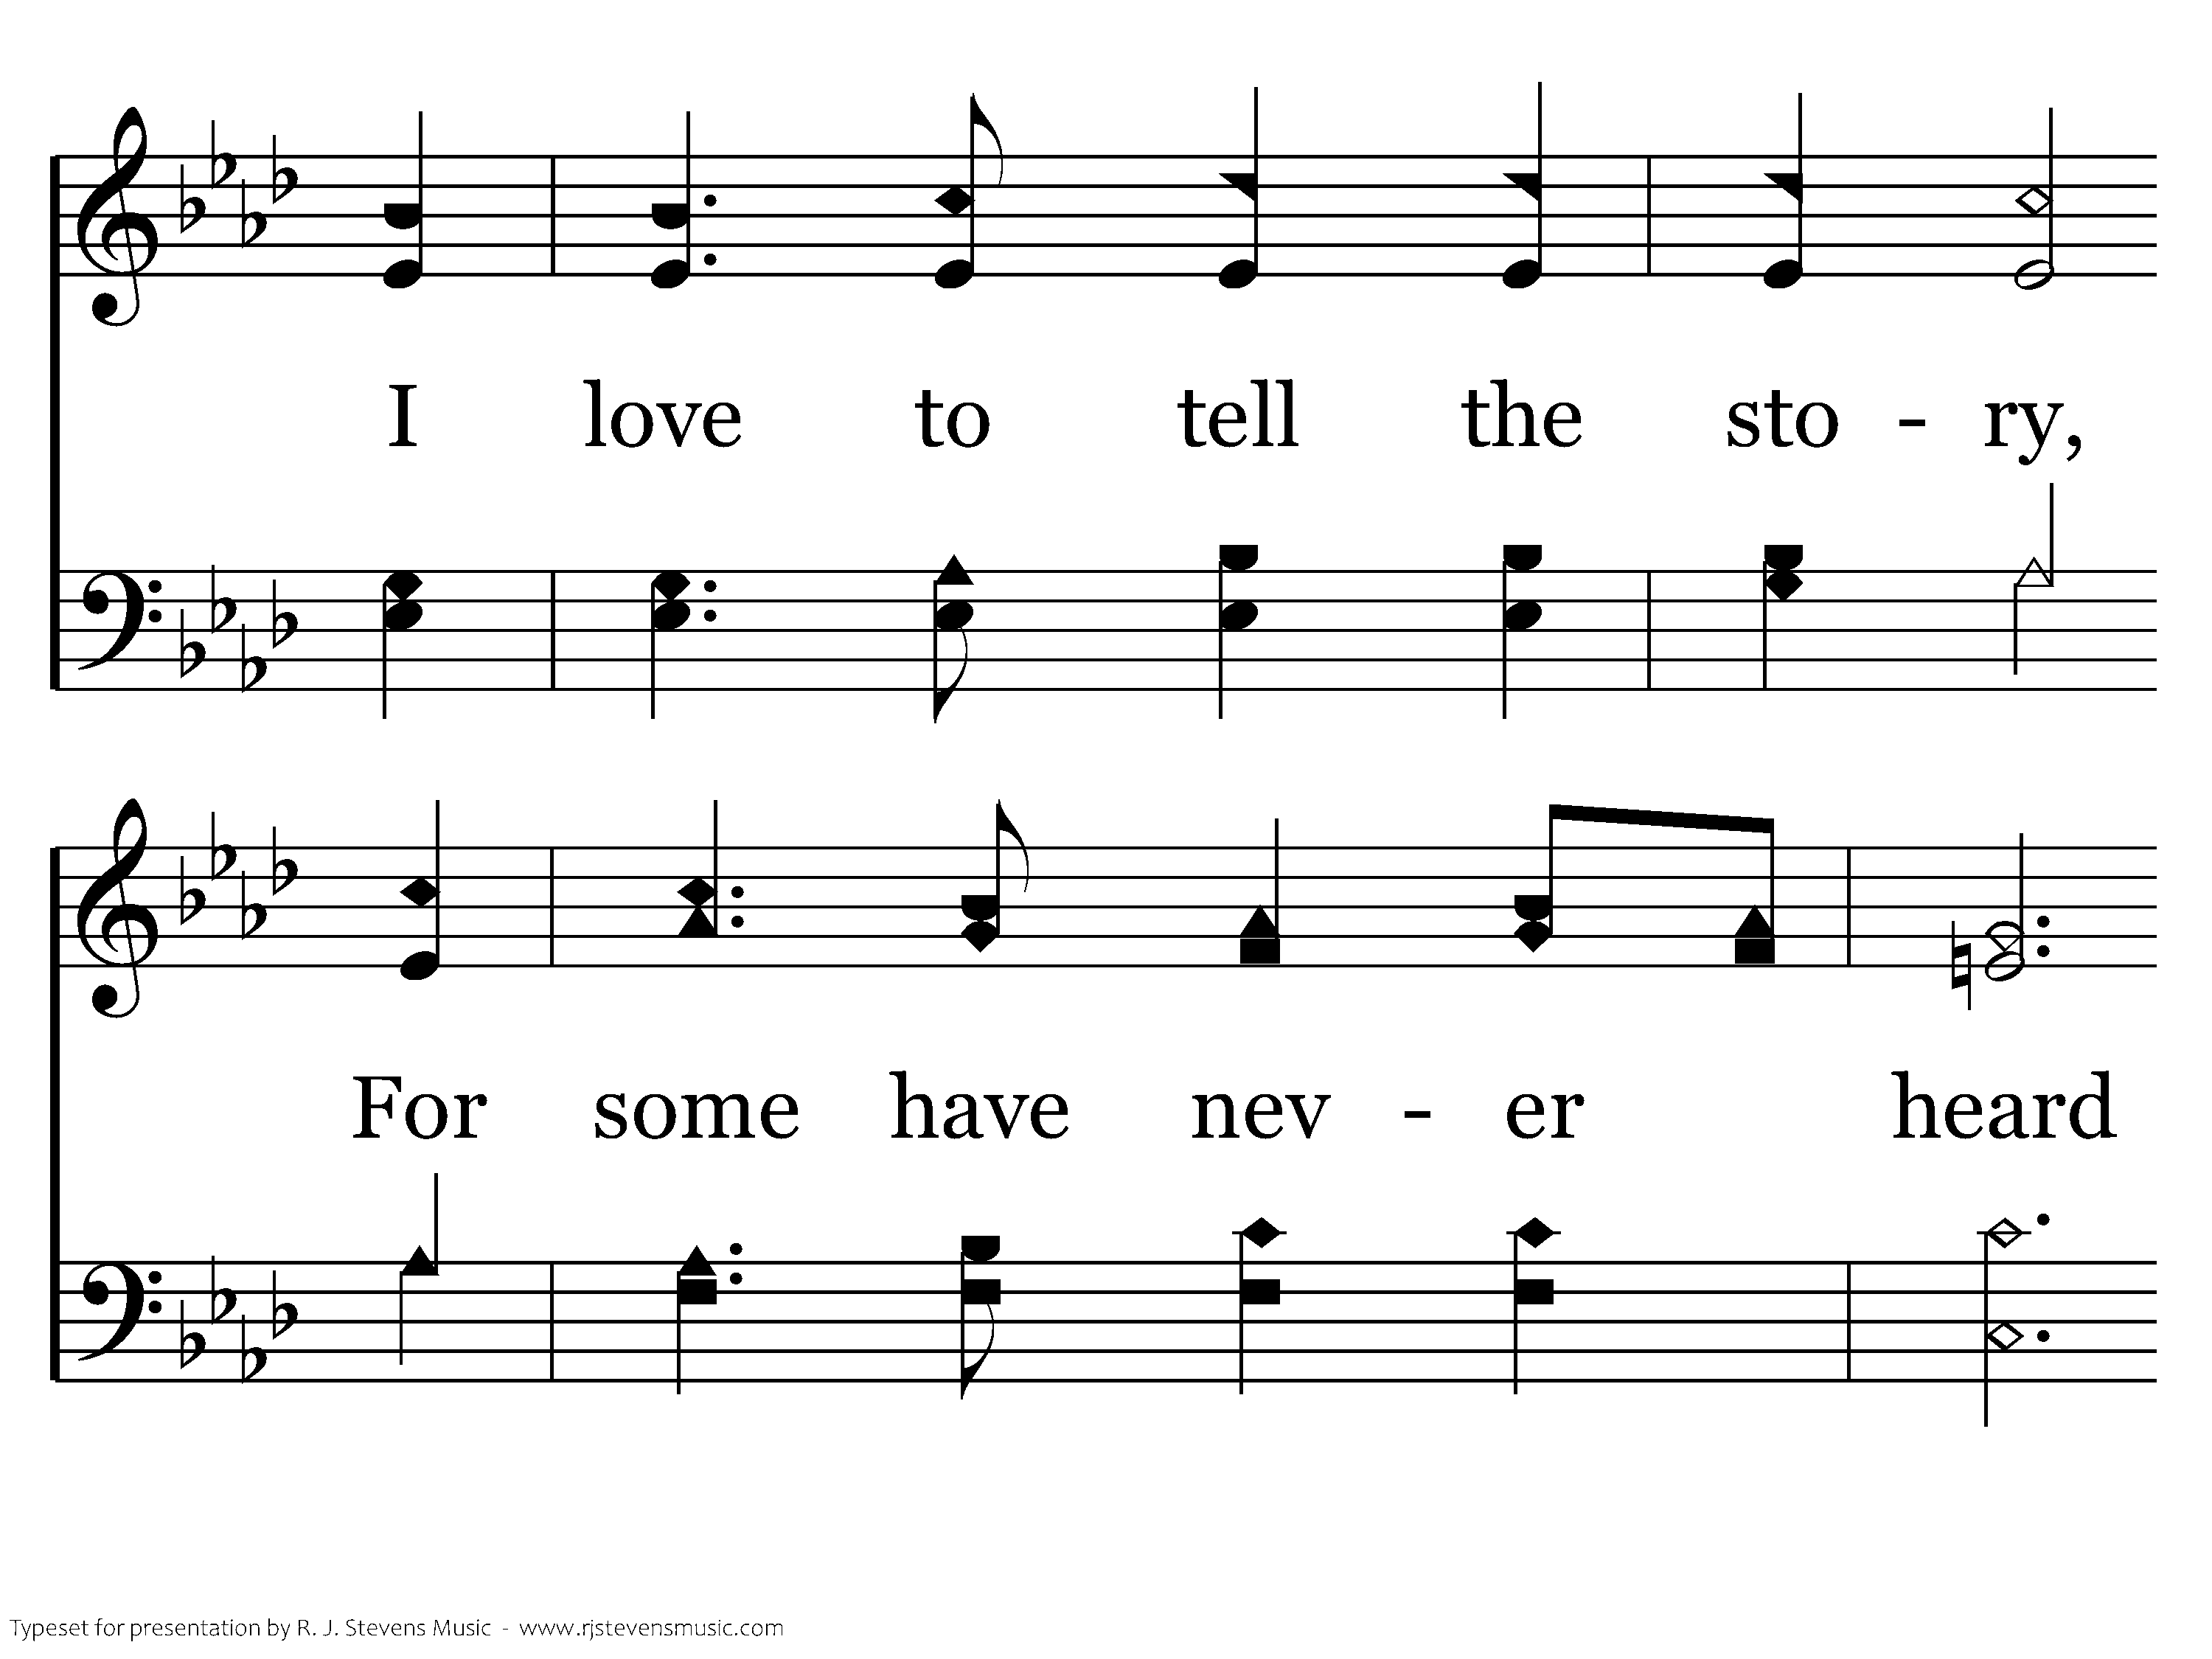 I love to tell the sto - ry,
For some have nev - er heard
Typeset for presentation by R. J. Stevens Music - www.rjstevensmusic.com